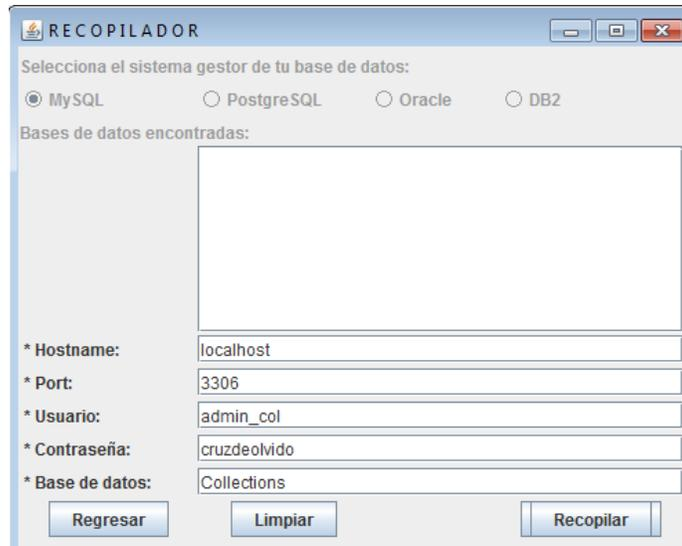 RECOPILADOR
Selecciona el sistema gestor de tu base de datos:
MySQL PostgreSQL Oracle DB2
Bases de datos encontradas:
* Hostname: localhost
* Port: 3306
* Usuario: admin_col
* Contraseña: cruzdeolvido
* Base de datos: Collections
Regresar Limpiar Recopilar